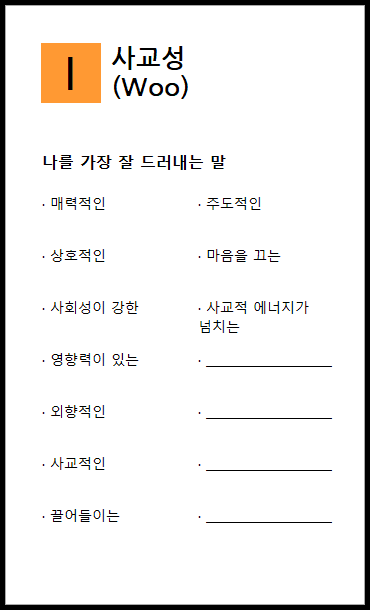 I
사교성
(Woo)
나를 가장 잘 드러내는 말
· 매력적인
· 상호적인
· 사회성이 강한
· 영향력이 있는
· 외향적인
· 사교적인
· 끌어들이는
· 주도적인
· 마음을 끄는
· 사교적 에너지가
넘치는
· ________________
· ________________
· ________________
· ________________